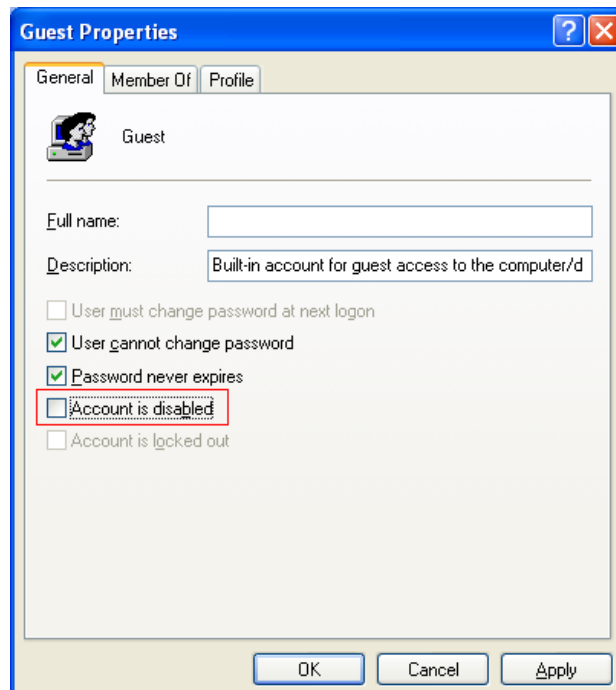 Guest Properties
General Member Of Profile
Guest
Full name:
Description: Built-in account for guest access to the computer/d
User must change password at next logon
User cannot change password
Password never expires
Account is disabled
Account is locked out
OK Cancel Apply